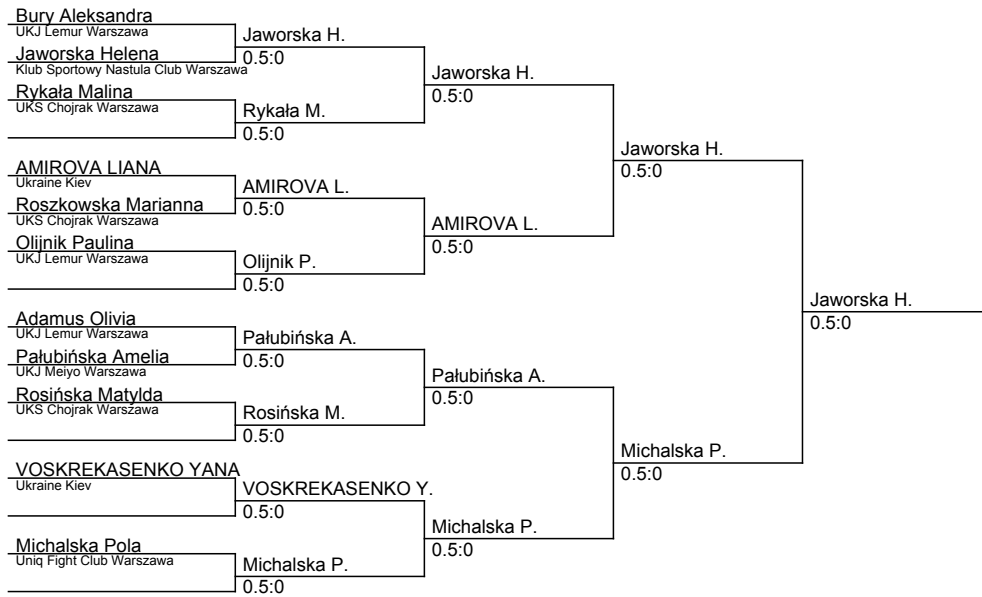 Bury Aleksandra
UKJ Lemur Warszawa
Jaworska Helena
Klub Sportowy Nastula Club Warszawa
Rykała Malina
UKS Chojrak Warszawa
AMIROVA LIANA
Ukraine Kiev
Roszkowska Marianna
UKS Chojrak Warszawa
Olijnik Paulina
UKJ Lemur Warszawa
Adamus Olivia
UKJ Lemur Warszawa
Pałubińska Amelia
UKJ Meiyo Warszawa
Rosińska Matylda
UKS Chojrak Warszawa
VOSKREKASENKO YANA
Ukraine Kiev
Michalska Pola
Uniq Fight Club Warszawa
Jaworska H.
0.5:0
Rykała M.
0.5:0
AMIROVA L.
0.5:0
Olijnik P.
0.5:0
Pałubińska A.
0.5:0
Rosińska M.
0.5:0
VOSKREKASENKO Y.
0.5:0
Michalska P.
0.5:0
Jaworska H.
0.5:0
AMIROVA L.
0.5:0
Pałubińska A.
0.5:0
Michalska P.
0.5:0
Jaworska H.
0.5:0
Michalska P.
0.5:0
Jaworska H.
0.5:0